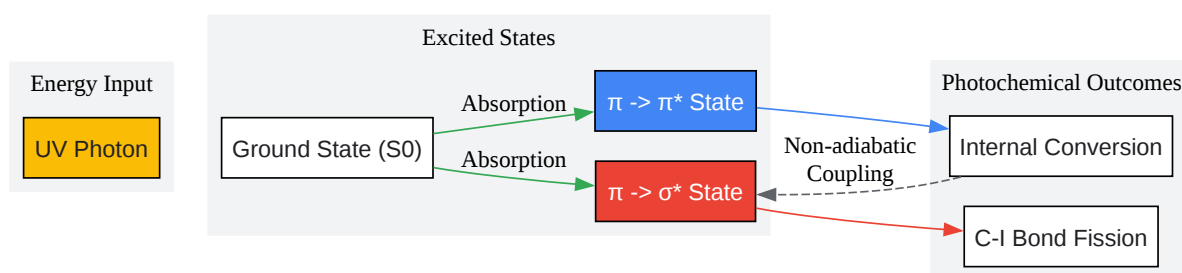 Energy Input
UV Photon
Excited States
Ground State (S0)
Absorption
Absorption
π -> π* State
π -> σ* State
Non-adiabatic
Coupling
Photochemical Outcomes
Internal Conversion
C-I Bond Fission